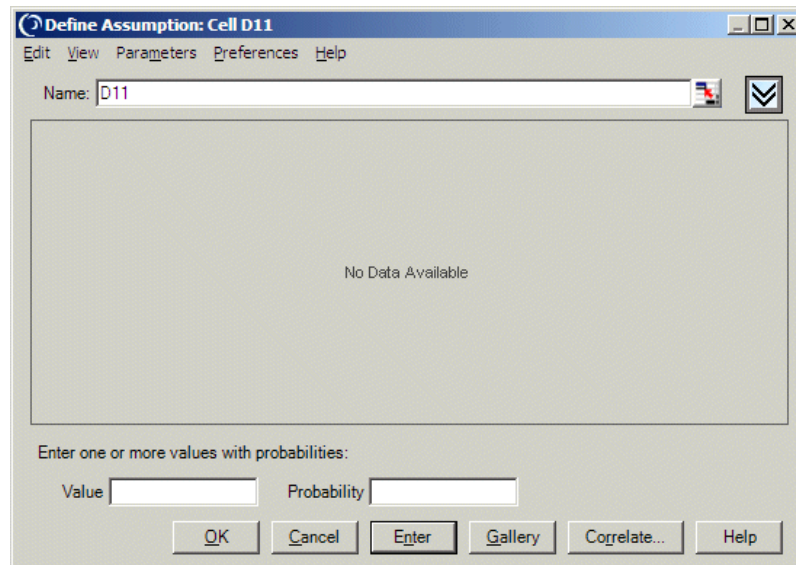 Define Assumption: Cell D11
Edit View Parameters Preferences Help
Name: D11
No Data Available
Enter one or more values with probabilities:
Value Probability
OK Cancel Enter Gallery Correlate... Help